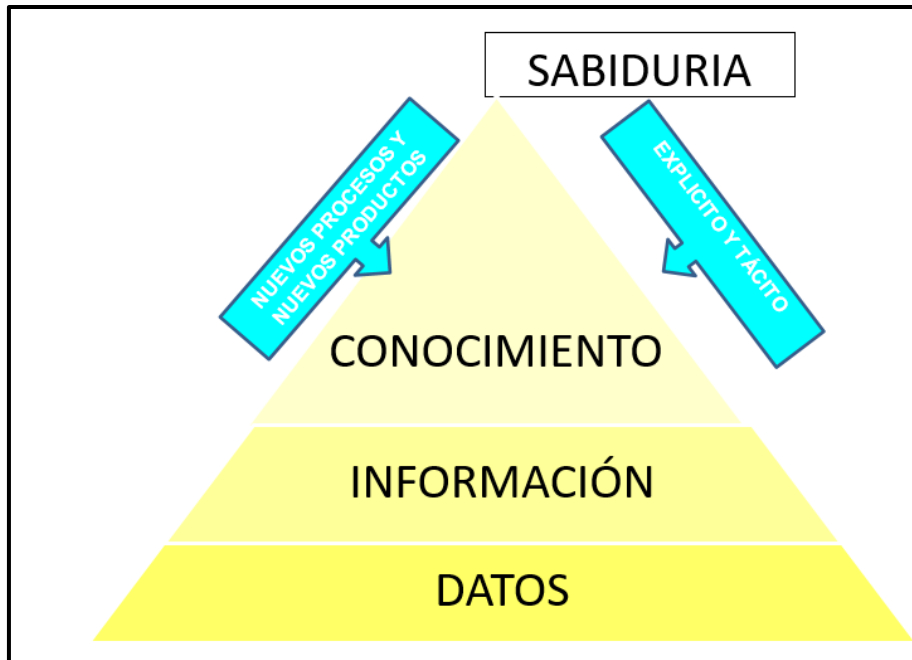 SABIDURIA
NUEVOS PROCESOS Y
NUEVOS PRODUCTOS
EXPLICITO Y TÁCITO
CONOCIMIENTO
INFORMACIÓN
DATOS